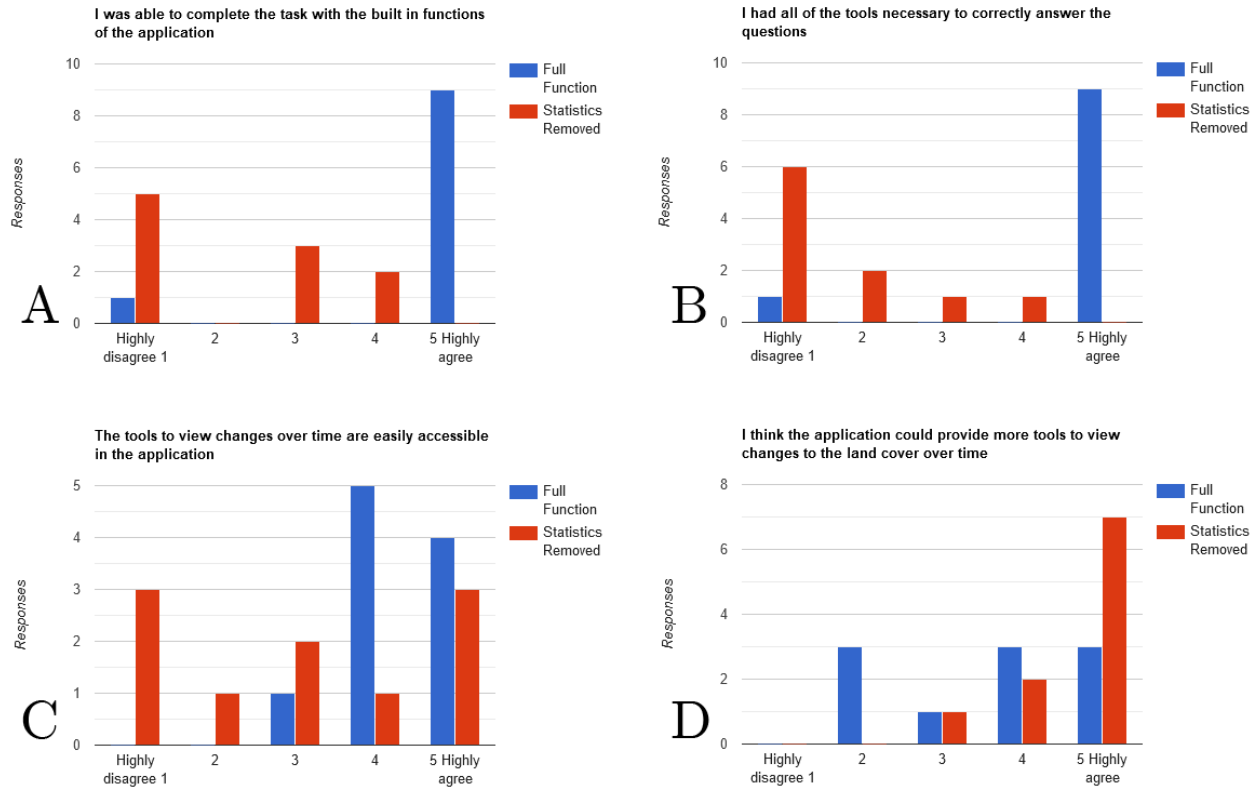 I was able to complete the task with the built in functions
of the application
10
8
6
4
2
0
Responses
Highly
disagree 1
2
3
4
5 Highly
agree
Full
Function
Statistics
Removed
A
I had all of the tools necessary to correctly answer the
questions
10
8
6
4
2
0
Responses
Highly
disagree 1
2
3
4
5 Highly
agree
Full
Function
Statistics
Removed
B
The tools to view changes over time are easily accessible
in the application
5
4
3
2
1
0
Responses
Highly
disagree 1
2
3
4
5 Highly
agree
Full
Function
Statistics
Removed
C
I think the application could provide more tools to view
changes to the land cover over time
8
6
4
2
0
Responses
Highly
disagree 1
2
3
4
5 Highly
agree
Full
Function
Statistics
Removed
D